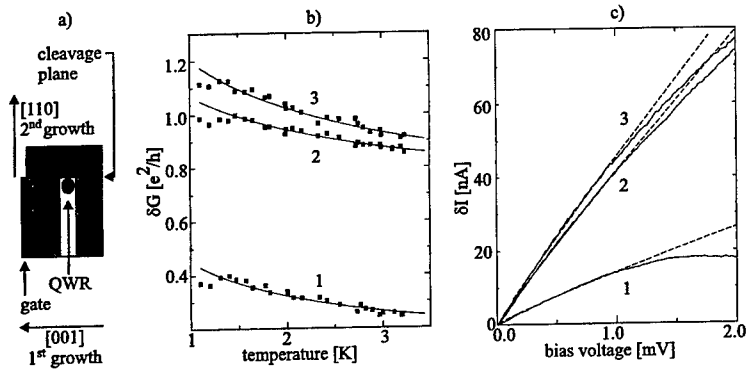 a)
cleavage
plane
[110]
2nd growth
QWR
gate
[001]
1st growth
b)
δG [e²/h]
1.2
1.0
0.8
0.6
0.4
3
2
1
1
2
3
temperature [K]
c)
δI [nA]
80
60
40
20
0
3
2
1
0.0
1.0
2.0
bias voltage [mV]